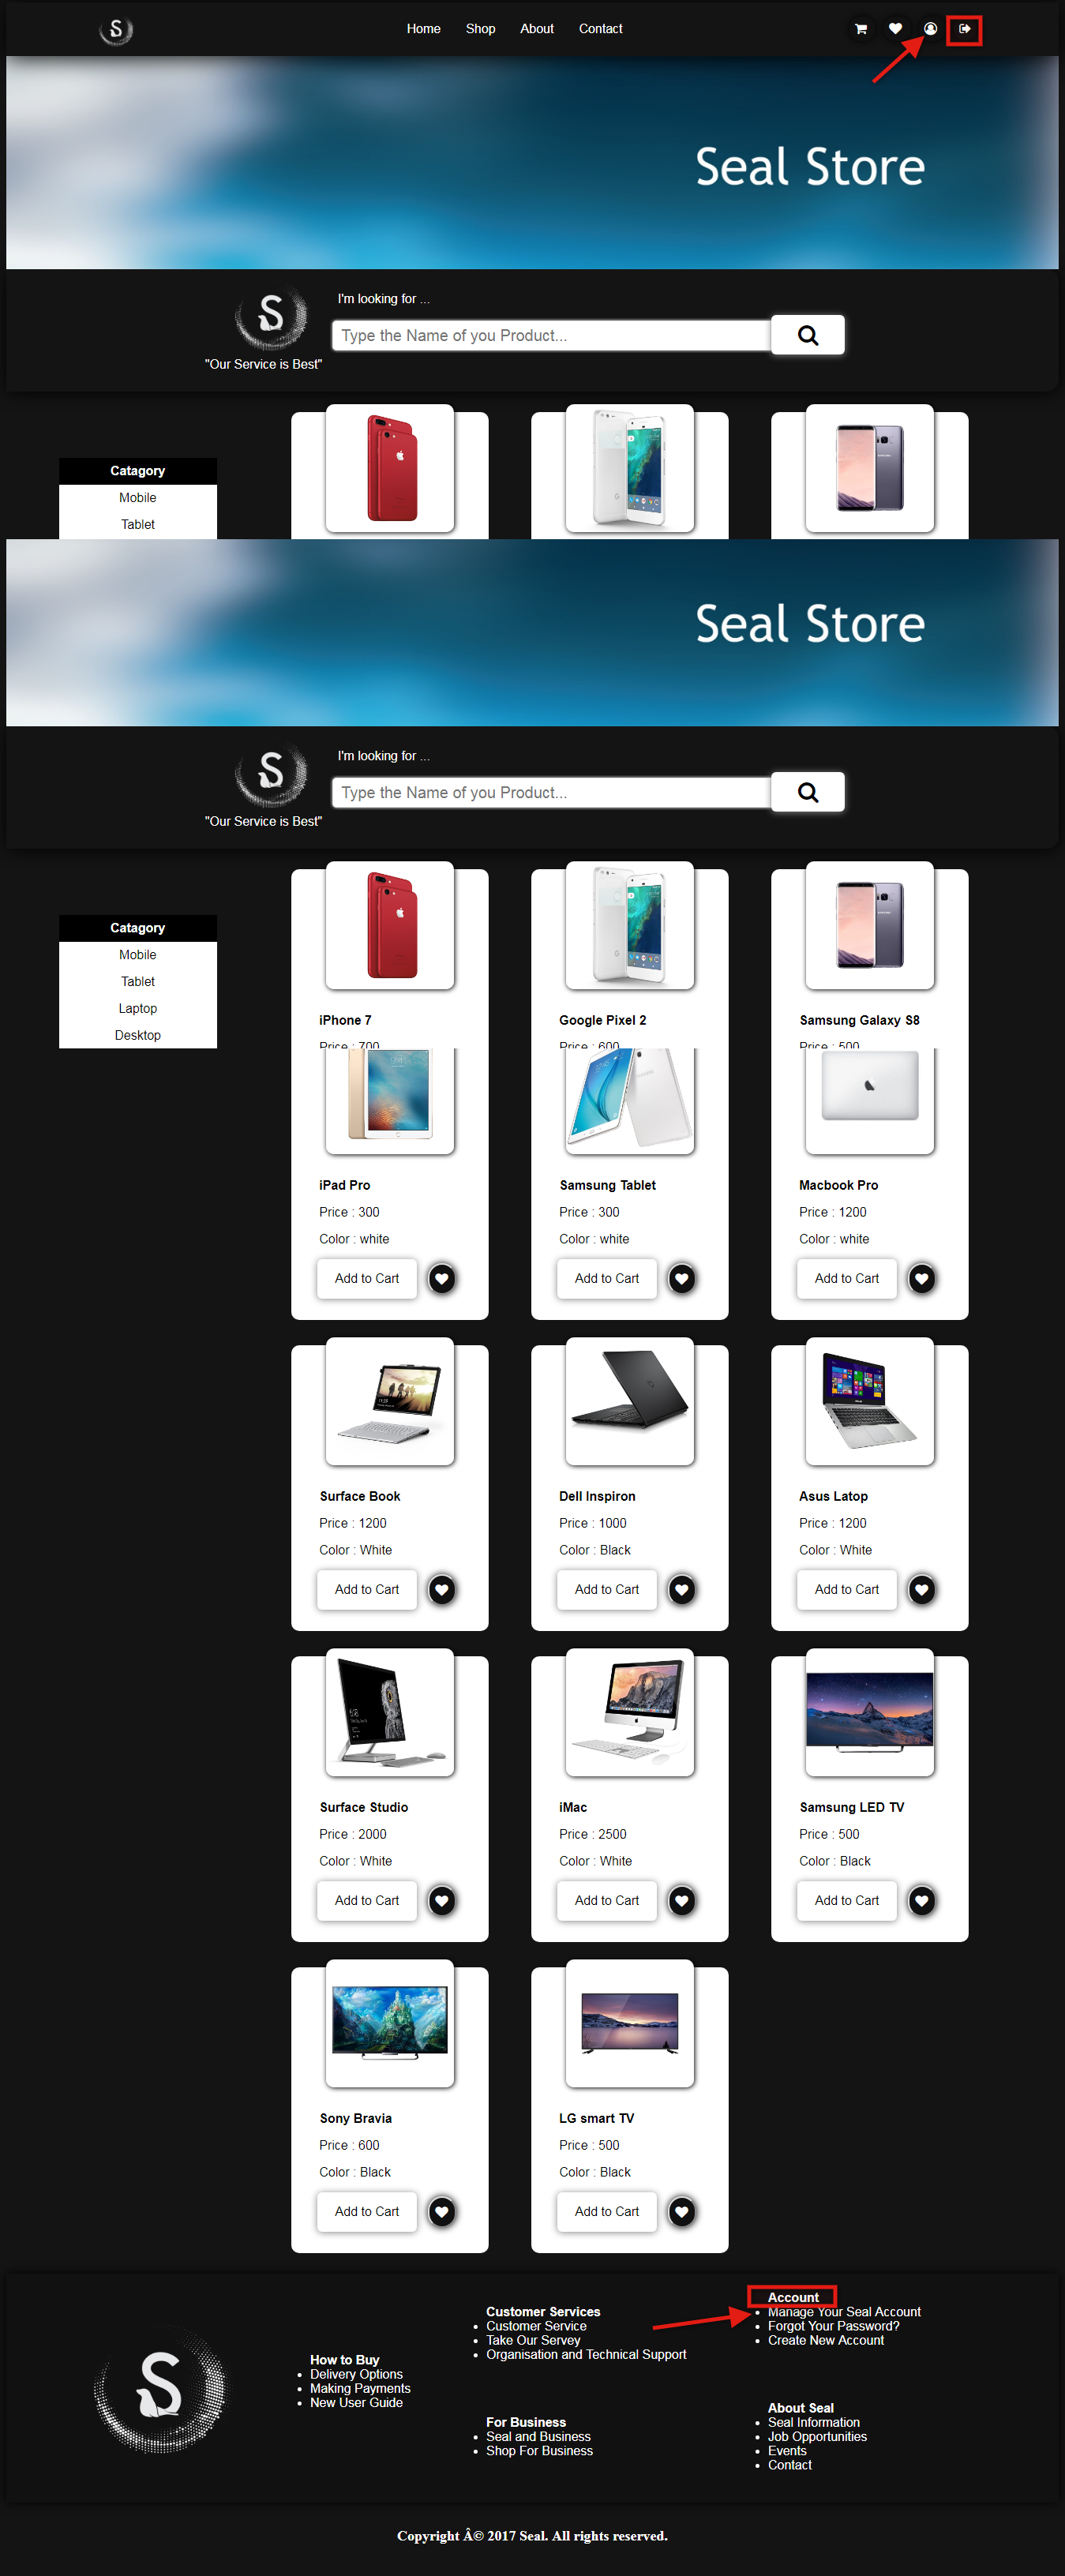 S
Home Shop About Contact
Seal Store
S
I'm looking for ...
Type the Name of you Product...
"Our Service is Best"
Catagory
Mobile
Tablet
Seal Store
S
I'm looking for ...
Type the Name of you Product...
"Our Service is Best"
Catagory
Mobile
Tablet
Laptop
Desktop
iPhone 7
Price : 700
Google Pixel 2
Price : 600
Samsung Galaxy S8
Price : 500
iPad Pro
Price : 300
Color : white
Add to Cart
Samsung Tablet
Price : 300
Color : white
Add to Cart
Macbook Pro
Price : 1200
Color : white
Add to Cart
Surface Book
Price : 1200
Color : White
Add to Cart
Dell Inspiron
Price : 1000
Color : Black
Add to Cart
Asus Latop
Price : 1200
Color : White
Add to Cart
Surface Studio
Price : 2000
Color : White
Add to Cart
iMac
Price : 2500
Color : White
Add to Cart
Samsung LED TV
Price : 500
Color : Black
Add to Cart
Sony Bravia
Price : 600
Color : Black
Add to Cart
LG smart TV
Price : 500
Color : Black
Add to Cart
S
How to Buy
Delivery Options
Making Payments
New User Guide
Customer Services
Customer Service
Take Our Servey
Organisation and Technical Support
For Business
Seal and Business
Shop For Business
Account
Manage Your Seal Account
Forgot Your Password?
Create New Account
About Seal
Seal Information
Job Opportunities
Events
Contact
Copyright Â© 2017 Seal. All rights reserved.